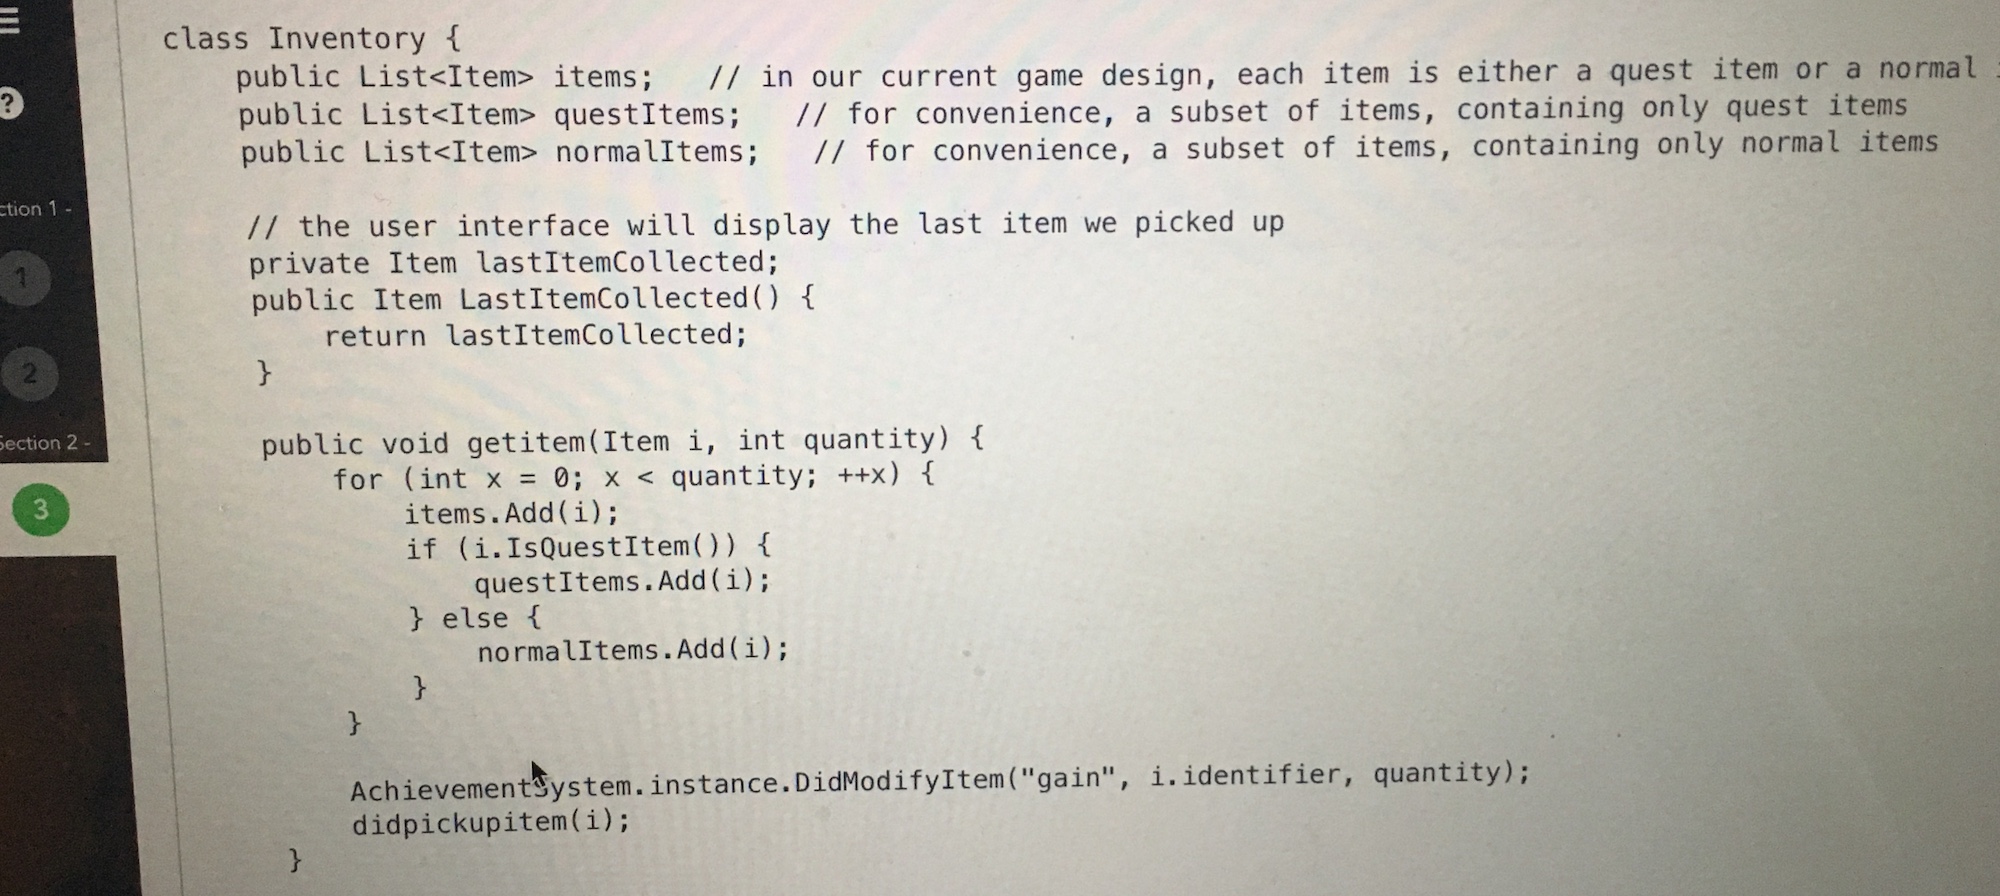 ?
ction 1 -
1
2
Section 2 -
3
class Inventory {
public List<Item> items;   // in our current game design, each item is either a quest item or a normal
public List<Item> questItems;   // for convenience, a subset of items, containing only quest items
public List<Item> normalItems;   // for convenience, a subset of items, containing only normal items
// the user interface will display the last item we picked up
private Item lastItemCollected;
public Item LastItemCollected() {
return lastItemCollected;
}
public void getitem(Item i, int quantity) {
for (int x = 0; x < quantity; ++x) {
items.Add(i);
if (i.IsQuestItem()) {
questItems.Add(i);
} else {
normalItems.Add(i);
}
}
AchievementSystem.instance.DidModifyItem("gain", i.identifier, quantity);
didpickupitem(i);
}